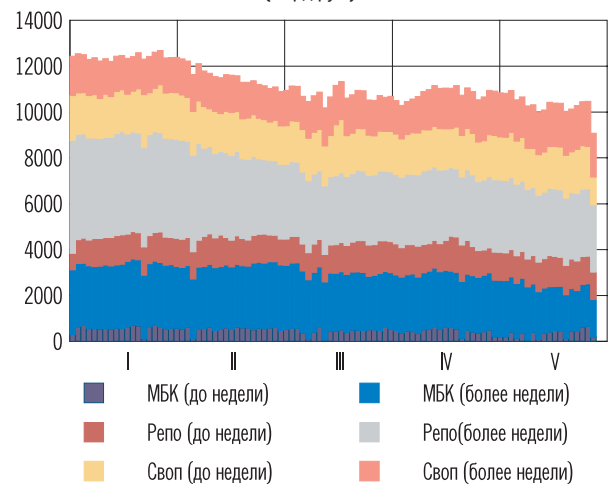 14000
12000
10000
8000
6000
4000
2000
0
I II III IV V
МБК (до недели) МБК (более недели)
Репо (до недели) Репо(более недели)
Своп (до недели) Своп (более недели)